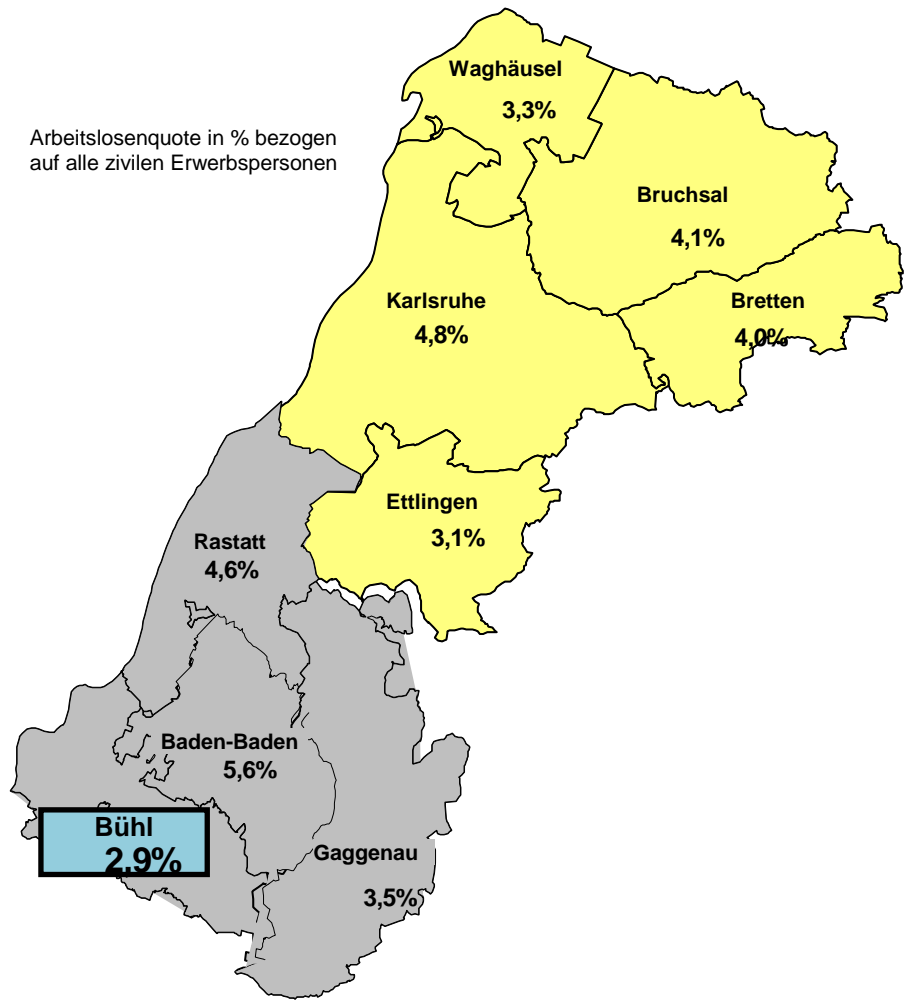 Waghäusel
3,3%
Arbeitslosenquote in % bezogen
auf alle zivilen Erwerbspersonen
Bruchsal
4,1%
Karlsruhe
4,8%
Bretten
4,0%
Ettlingen
3,1%
Rastatt
4,6%
Baden-Baden
5,6%
Bühl
2,9%
Gaggenau
3,5%